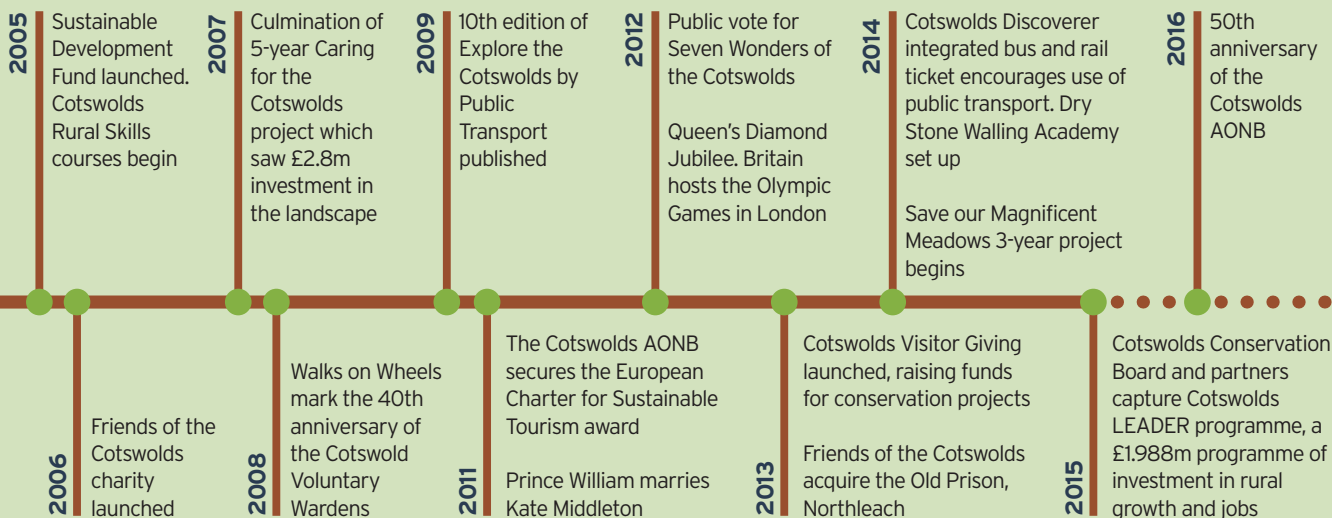 2005
Sustainable
Development
Fund launched.
Cotswolds
Rural Skills
courses begin
2006
Friends of the
Cotswolds
charity
launched
2007
Culmination of
5-year Caring
for the
Cotswolds
project which
saw £2.8m
investment in
the landscape
2008
Walks on Wheels
mark the 40th
anniversary of
the Cotswold
Voluntary
Wardens
2009
10th edition of
Explore the
Cotswolds by
Public
Transport
published
2011
The Cotswolds AONB
secures the European
Charter for Sustainable
Tourism award
Prince William marries
Kate Middleton
2012
Public vote for
Seven Wonders of
the Cotswolds
Queen's Diamond
Jubilee. Britain
hosts the Olympic
Games in London
2013
Cotswolds Visitor Giving
launched, raising funds
for conservation projects
Friends of the Cotswolds
acquire the Old Prison,
Northleach
2014
Cotswolds Discoverer
integrated bus and rail
ticket encourages use of
public transport. Dry
Stone Walling Academy
set up
Save our Magnificent
Meadows 3-year project
begins
2015
Cotswolds Conservation
Board and partners
capture Cotswolds
LEADER programme, a
£1.988m programme of
investment in rural
growth and jobs
2016
50th
anniversary
of the
Cotswolds
AONB